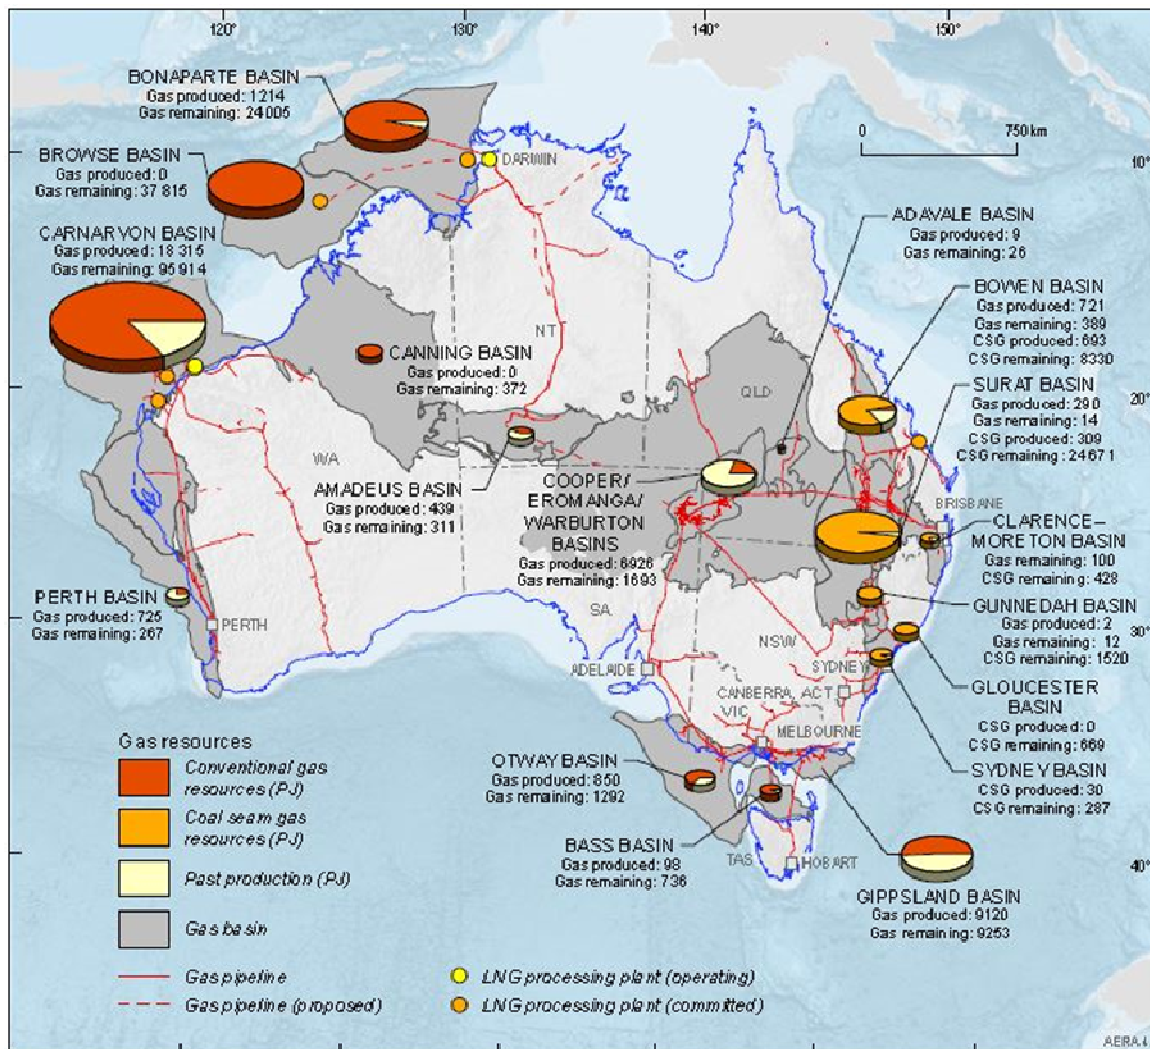 120°
130°
140°
150°
BONAPARTE BASIN
Gas produced: 1214
Gas remaining: 24005
0
750km
BROWSE BASIN
Gas produced: 0
Gas remaining: 37 815
DARWIN
10°
CARNARVON BASIN
Gas produced: 18 315
Gas remaining: 95 914
ADAVALE BASIN
Gas produced: 9
Gas remaining: 26
BOWEN BASIN
Gas produced: 721
Gas remaining: 389
CSG produced: 693
CSG remaining: 8330
NT
CANNING BASIN
Gas produced: 0
Gas remaining: 372
QLD
SURAT BASIN
Gas produced: 290
Gas remaining: 14
CSG produced: 309
CSG remaining: 24671
20°
WA
AMADEUS BASIN
Gas produced: 439
Gas remaining: 311
COOPER/
EROMANGA/
WARBURTON
BASINS
Gas produced: 6926
Gas remaining: 1693
BRISBANE
CLARENCE–
MORETON BASIN
Gas remaining: 100
CSG remaining: 428
PERTH BASIN
Gas produced: 725
Gas remaining: 267
PERTH
SA
NSW
GUNNEDAH BASIN
Gas produced: 2
Gas remaining: 12
CSG remaining: 1520
30°
ADELAIDE
SYDNEY
CANBERRA, ACT
VIC
MELBOURNE
GLOUCESTER
BASIN
CSG produced: 0
CSG remaining: 669
SYDNEY BASIN
CSG produced: 30
CSG remaining: 287
OTWAY BASIN
Gas produced: 850
Gas remaining: 1292
BASS BASIN
Gas produced: 98
Gas remaining: 736
TAS
HOBART
40°
GIPPSLAND BASIN
Gas produced: 9120
Gas remaining: 9253
Gas resources
Conventional gas
resources (PJ)
Coal seam gas
resources (PJ)
Past production (PJ)
Gas basin
Gas pipeline
Gas pipeline (proposed)
LNG processing plant (operating)
LNG processing plant (committed)